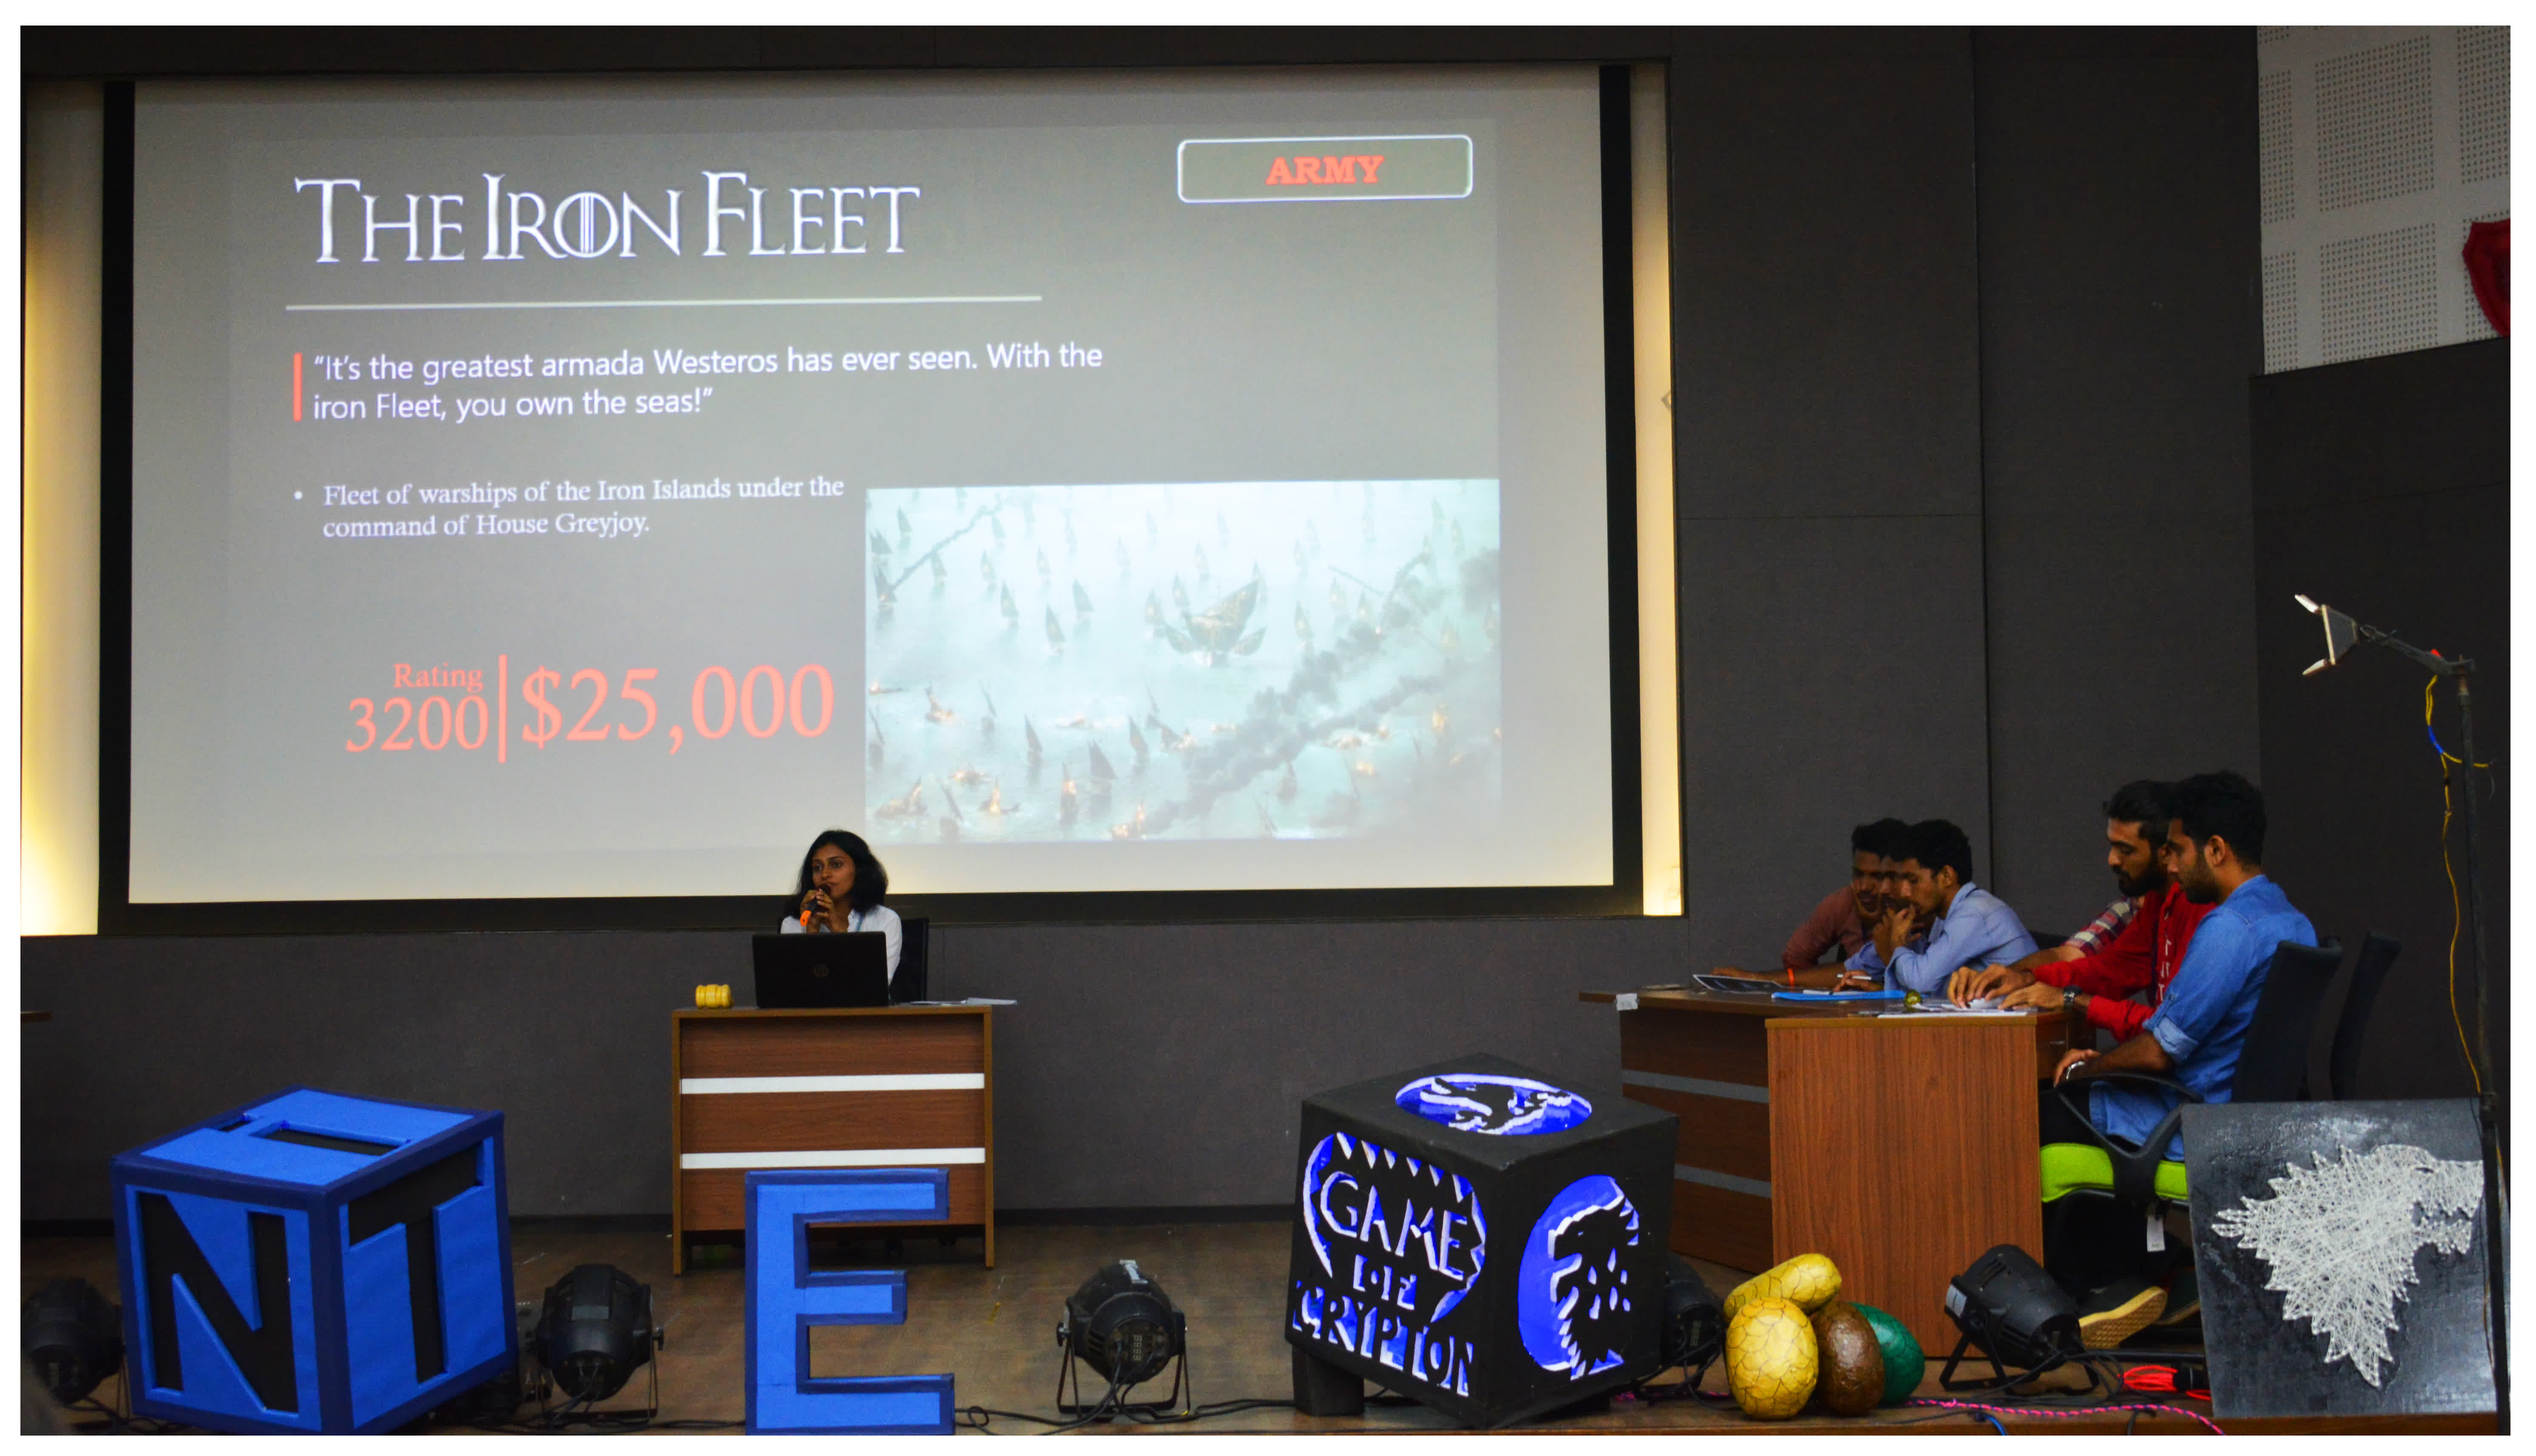 THE IRON FLEET
ARMY
“It's the greatest armada Westeros has ever seen. With the
iron Fleet, you own the seas!”
• Fleet of warships of the Iron Islands under the
command of House Greyjoy.
Rating
3200
$25,000
N
T
E
GAME
DE
CRYPTON